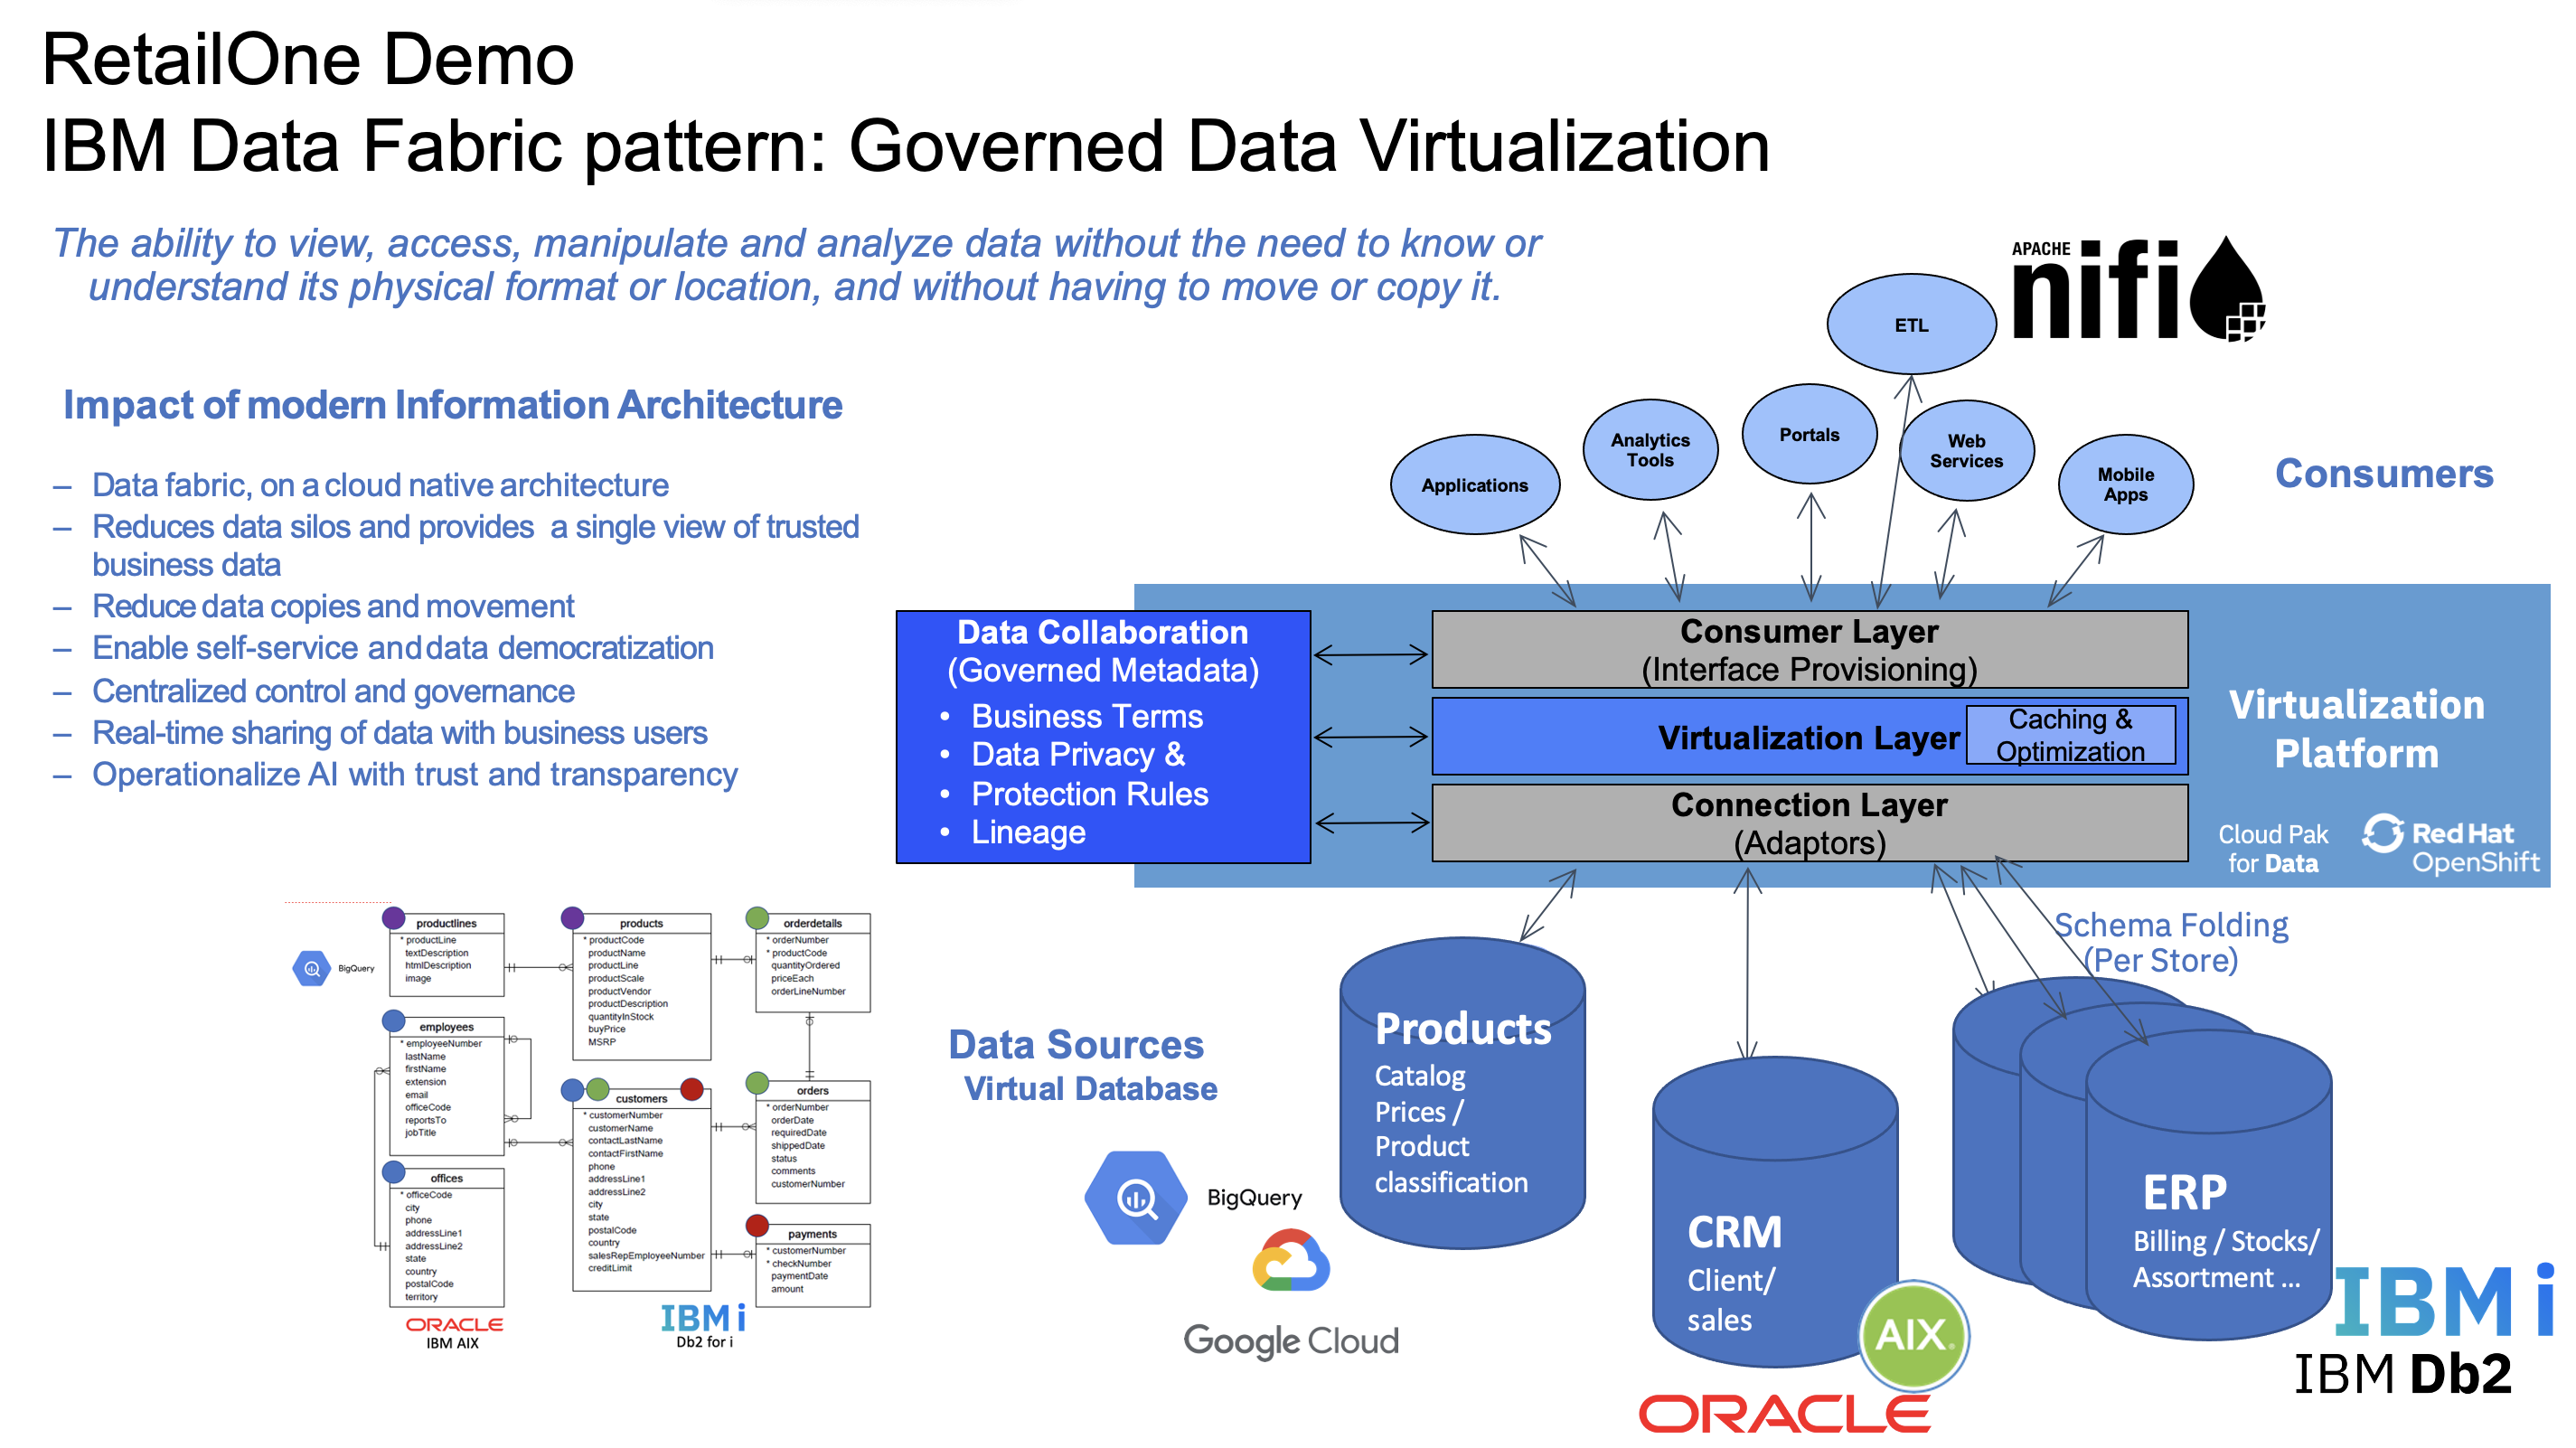 RetailOne Demo
IBM Data Fabric pattern: Governed Data Virtualization
The ability to view, access, manipulate and analyze data without the need to know or
understand its physical format or location, and without having to move or copy it.
Impact of modern Information Architecture
– Data fabric, on a cloud native architecture
– Reduces data silos and provides a single view of trusted
business data
– Reduce data copies and movement
– Enable self-service and data democratization
– Centralized control and governance
– Real-time sharing of data with business users
– Operationalize AI with trust and transparency
APACHE
nifi
ETL
Applications
Analytics
Tools
Portals
Web
Services
Mobile
Apps
Consumers
Data Collaboration
(Governed Metadata)
• Business Terms
• Data Privacy &
• Protection Rules
• Lineage
Consumer Layer
(Interface Provisioning)
Virtualization Layer
Caching &
Optimization
Connection Layer
(Adaptors)
Virtualization
Platform
Cloud Pak
for Data
Red Hat
OpenShift
Schema Folding
(Per Store)
BigQuery
productlines
* productLine
textDescription
htmlDescription
image
products
* productCode
productName
productLine
productScale
productVendor
productDescription
quantityInStock
buyPrice
MSRP
orderdetails
* orderNumber
* productCode
quantityOrdered
priceEach
orderLineNumber
employees
* employeeNumber
lastName
firstName
extension
email
officeCode
reportsTo
jobTitle
customers
* customerNumber
customerName
contactLastName
contactFirstName
phone
addressLine1
addressLine2
city
state
postalCode
country
salesRepEmployeeNumber
creditLimit
orders
* orderNumber
orderDate
requiredDate
shippedDate
status
comments
customerNumber
offices
* officeCode
city
phone
addressLine1
addressLine2
state
country
postalCode
territory
payments
* customerNumber
* checkNumber
paymentDate
amount
ORACLE
IBM AIX
IBM i
Db2 for i
Data Sources
Virtual Database
BigQuery
Google Cloud
Products
Catalog
Prices /
Product
classification
CRM
Client/
sales
AIX
ORACLE
ERP
Billing / Stocks/
Assortment ...
IBM i
IBM Db2